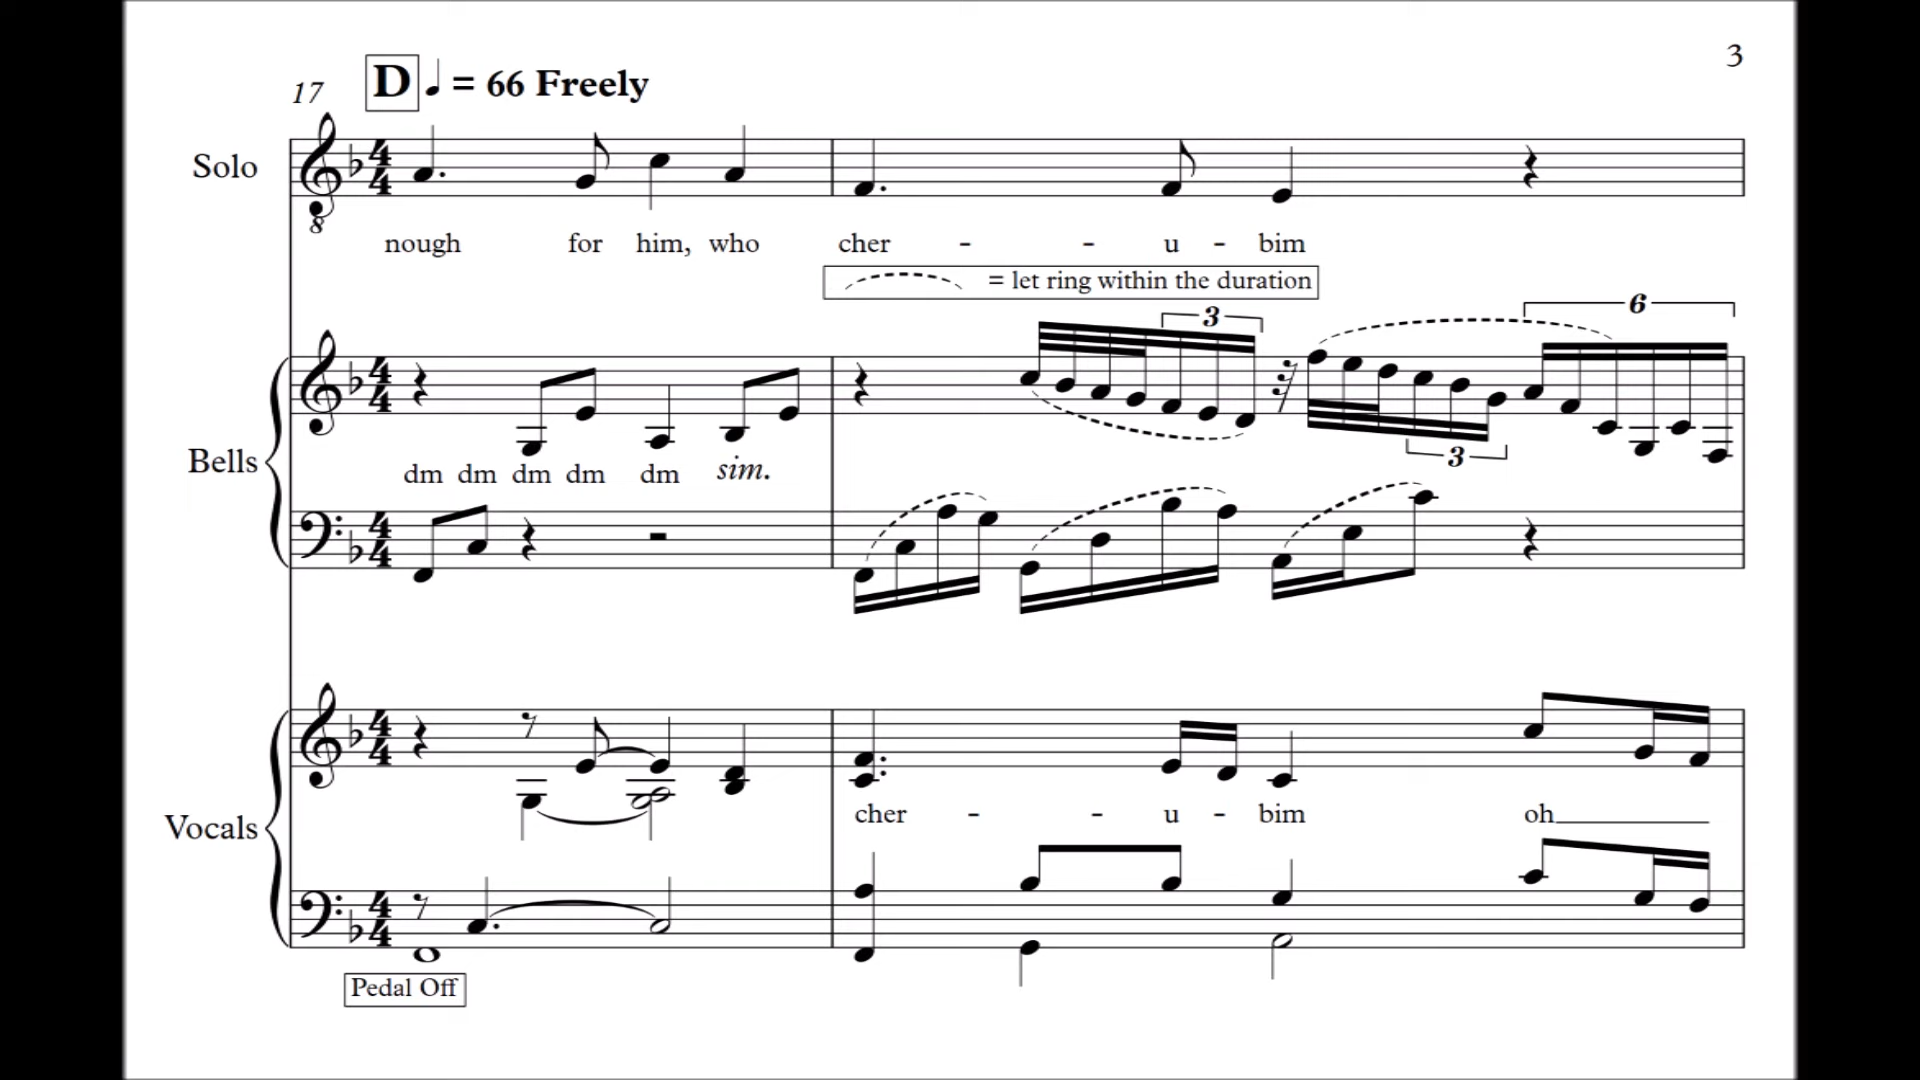 3
17 D ♩ = 66 Freely
Solo
8
nough for him, who cher - - u - bim
= let ring within the duration
3 6
Bells
3
dm dm dm dm dm sim.
Vocals
cher - - u - bim oh
Pedal Off